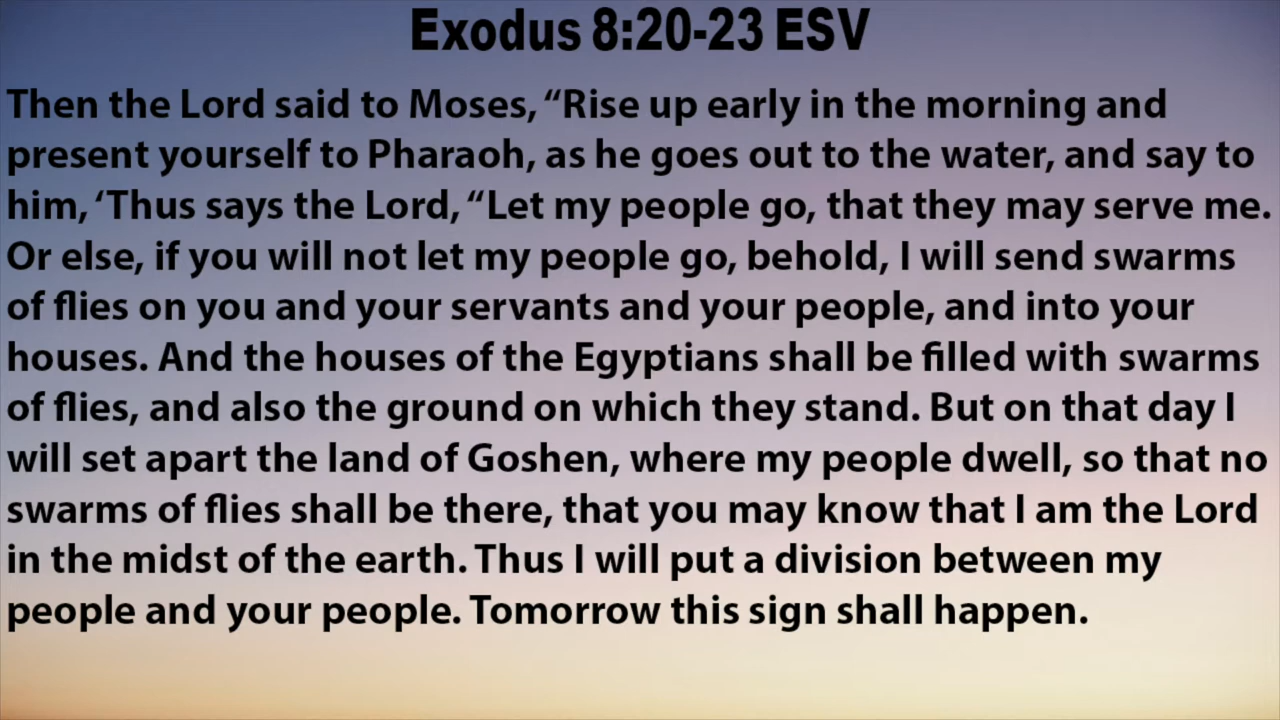 Exodus 8:20-23 ESV
Then the Lord said to Moses, “Rise up early in the morning and
present yourself to Pharaoh, as he goes out to the water, and say to
him, ‘Thus says the Lord, “Let my people go, that they may serve me.
Or else, if you will not let my people go, behold, I will send swarms
of flies on you and your servants and your people, and into your
houses. And the houses of the Egyptians shall be filled with swarms
of flies, and also the ground on which they stand. But on that day I
will set apart the land of Goshen, where my people dwell, so that no
swarms of flies shall be there, that you may know that I am the Lord
in the midst of the earth. Thus I will put a division between my
people and your people. Tomorrow this sign shall happen.